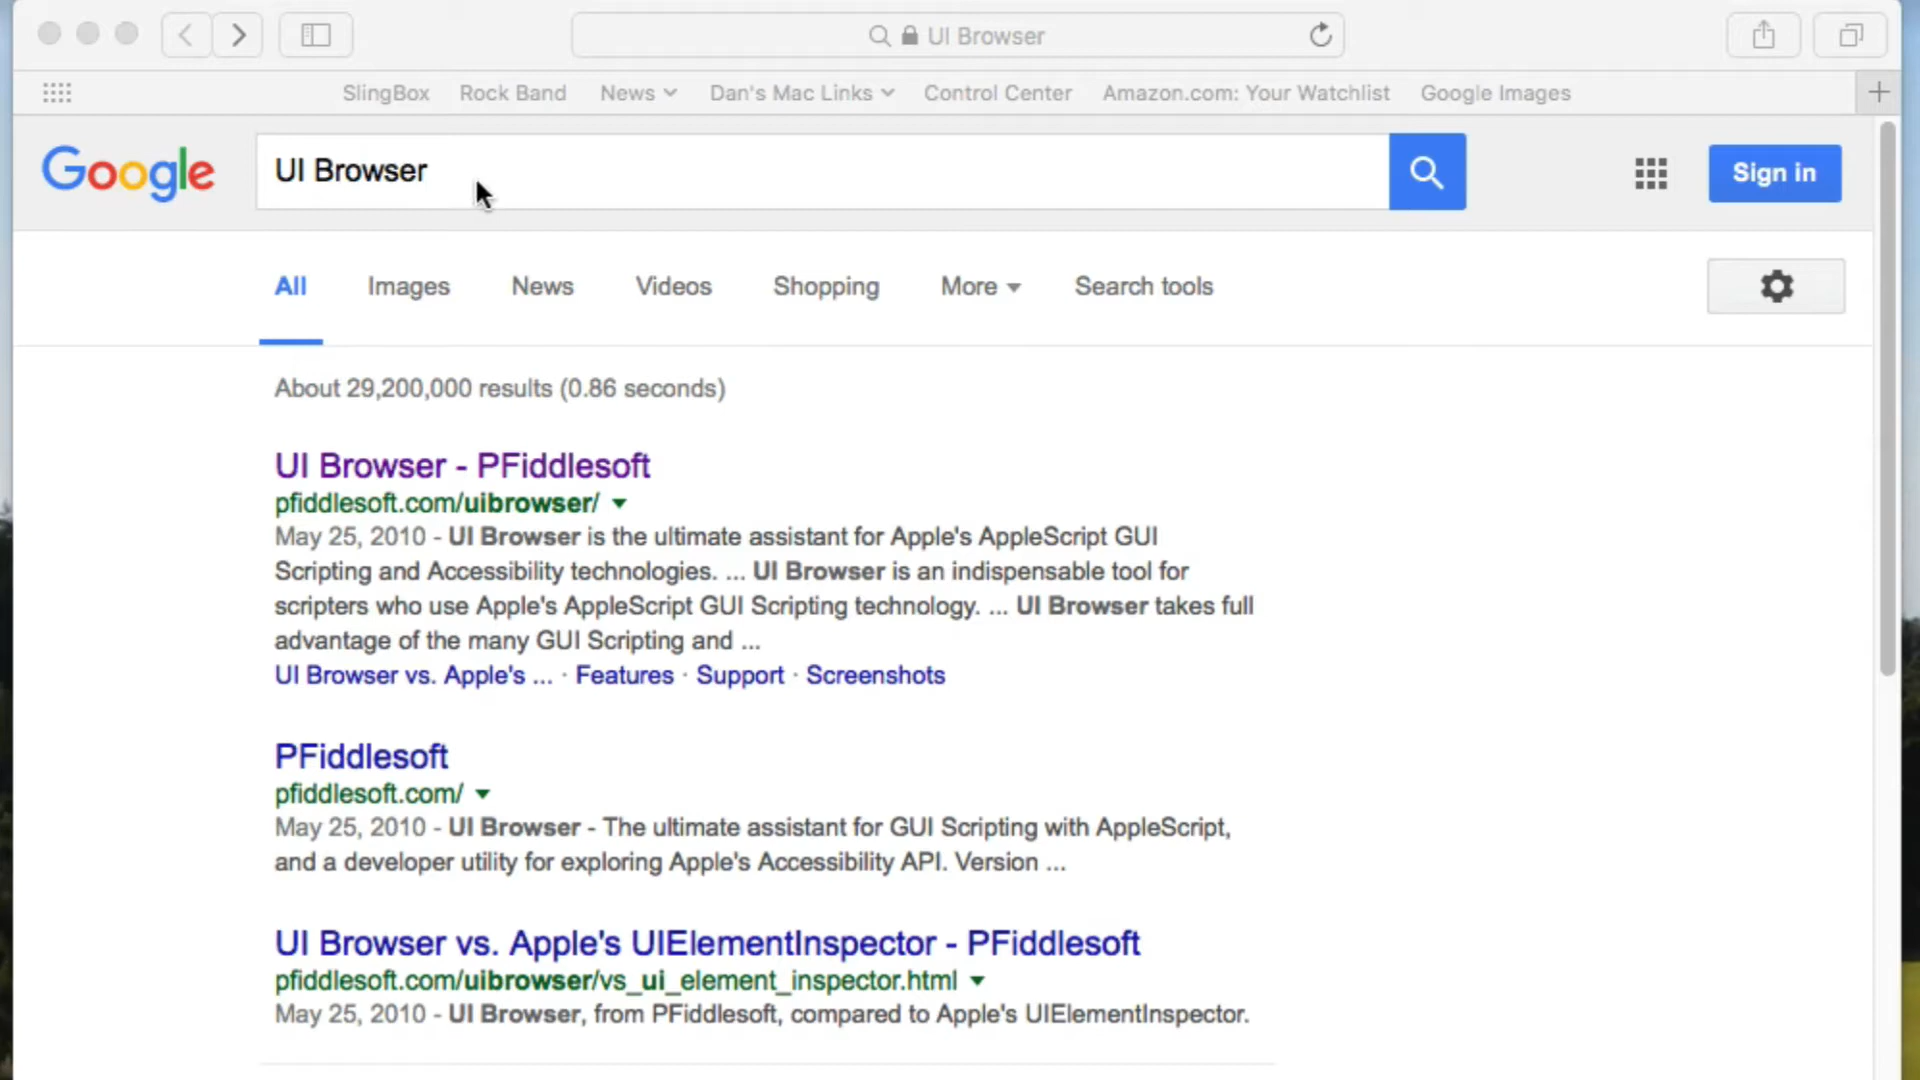 UI Browser
SlingBox Rock Band News Dan's Mac Links Control Center Amazon.com: Your Watchlist Google Images
Google UI Browser Sign in
All Images News Videos Shopping More Search tools
About 29,200,000 results (0.86 seconds)
UI Browser - PFiddlesoft
pfiddlesoft.com/uibrowser/
May 25, 2010 - UI Browser is the ultimate assistant for Apple's AppleScript GUI
Scripting and Accessibility technologies. ... UI Browser is an indispensable tool for
scripters who use Apple's AppleScript GUI Scripting technology. ... UI Browser takes full
advantage of the many GUI Scripting and ...
UI Browser vs. Apple's ... · Features · Support · Screenshots
PFiddlesoft
pfiddlesoft.com/
May 25, 2010 - UI Browser - The ultimate assistant for GUI Scripting with AppleScript,
and a developer utility for exploring Apple's Accessibility API. Version ...
UI Browser vs. Apple's UIElementInspector - PFiddlesoft
pfiddlesoft.com/uibrowser/vs_ui_element_inspector.html
May 25, 2010 - UI Browser, from PFiddlesoft, compared to Apple's UIElementInspector.